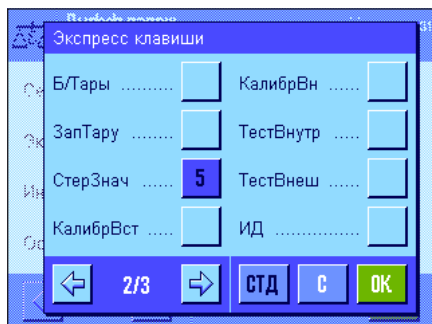 Экспресс клавиши
Б/Тары .......... КалибрВн ......
ЗапТару ........ ТестВнутр .....
СтерЗнач ...... 5 ТестВнеш .....
КалибрВст ..... ИД ................
2/3 СТД C OK